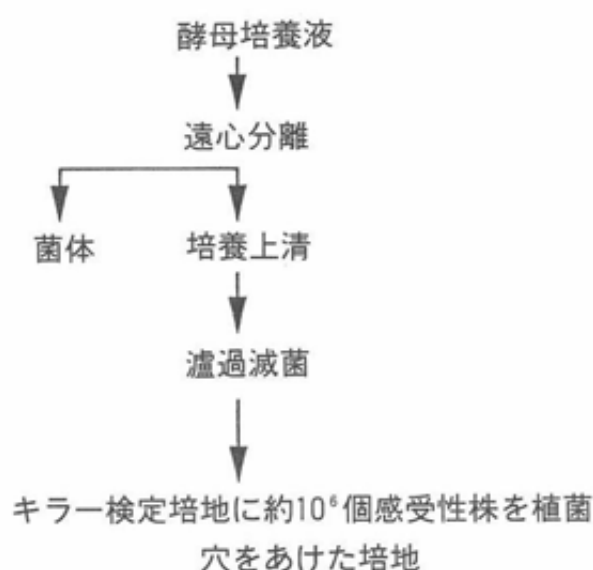 酵母培養液
遠心分離
菌体
培養上清
濾過滅菌
キラー検定培地に約10⁶個感受性株を植菌
穴をあけた培地